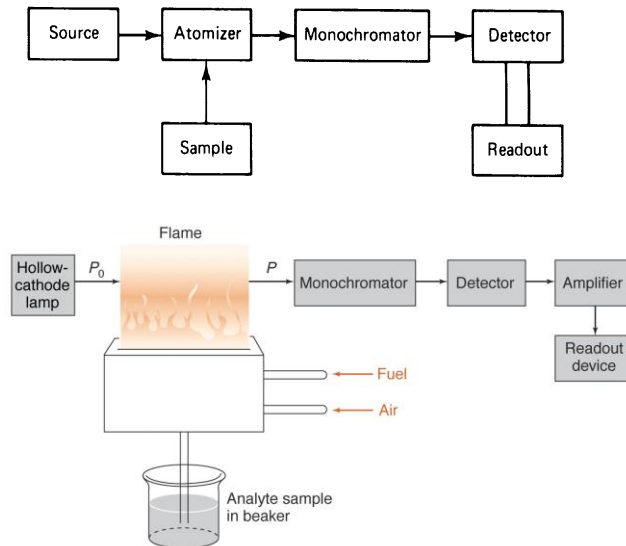 Source
Atomizer
Monochromator
Detector
Sample
Readout
Flame
Hollow-
cathode
lamp
P0
P
Monochromator
Detector
Amplifier
Readout
device
Fuel
Air
Analyte sample
in beaker